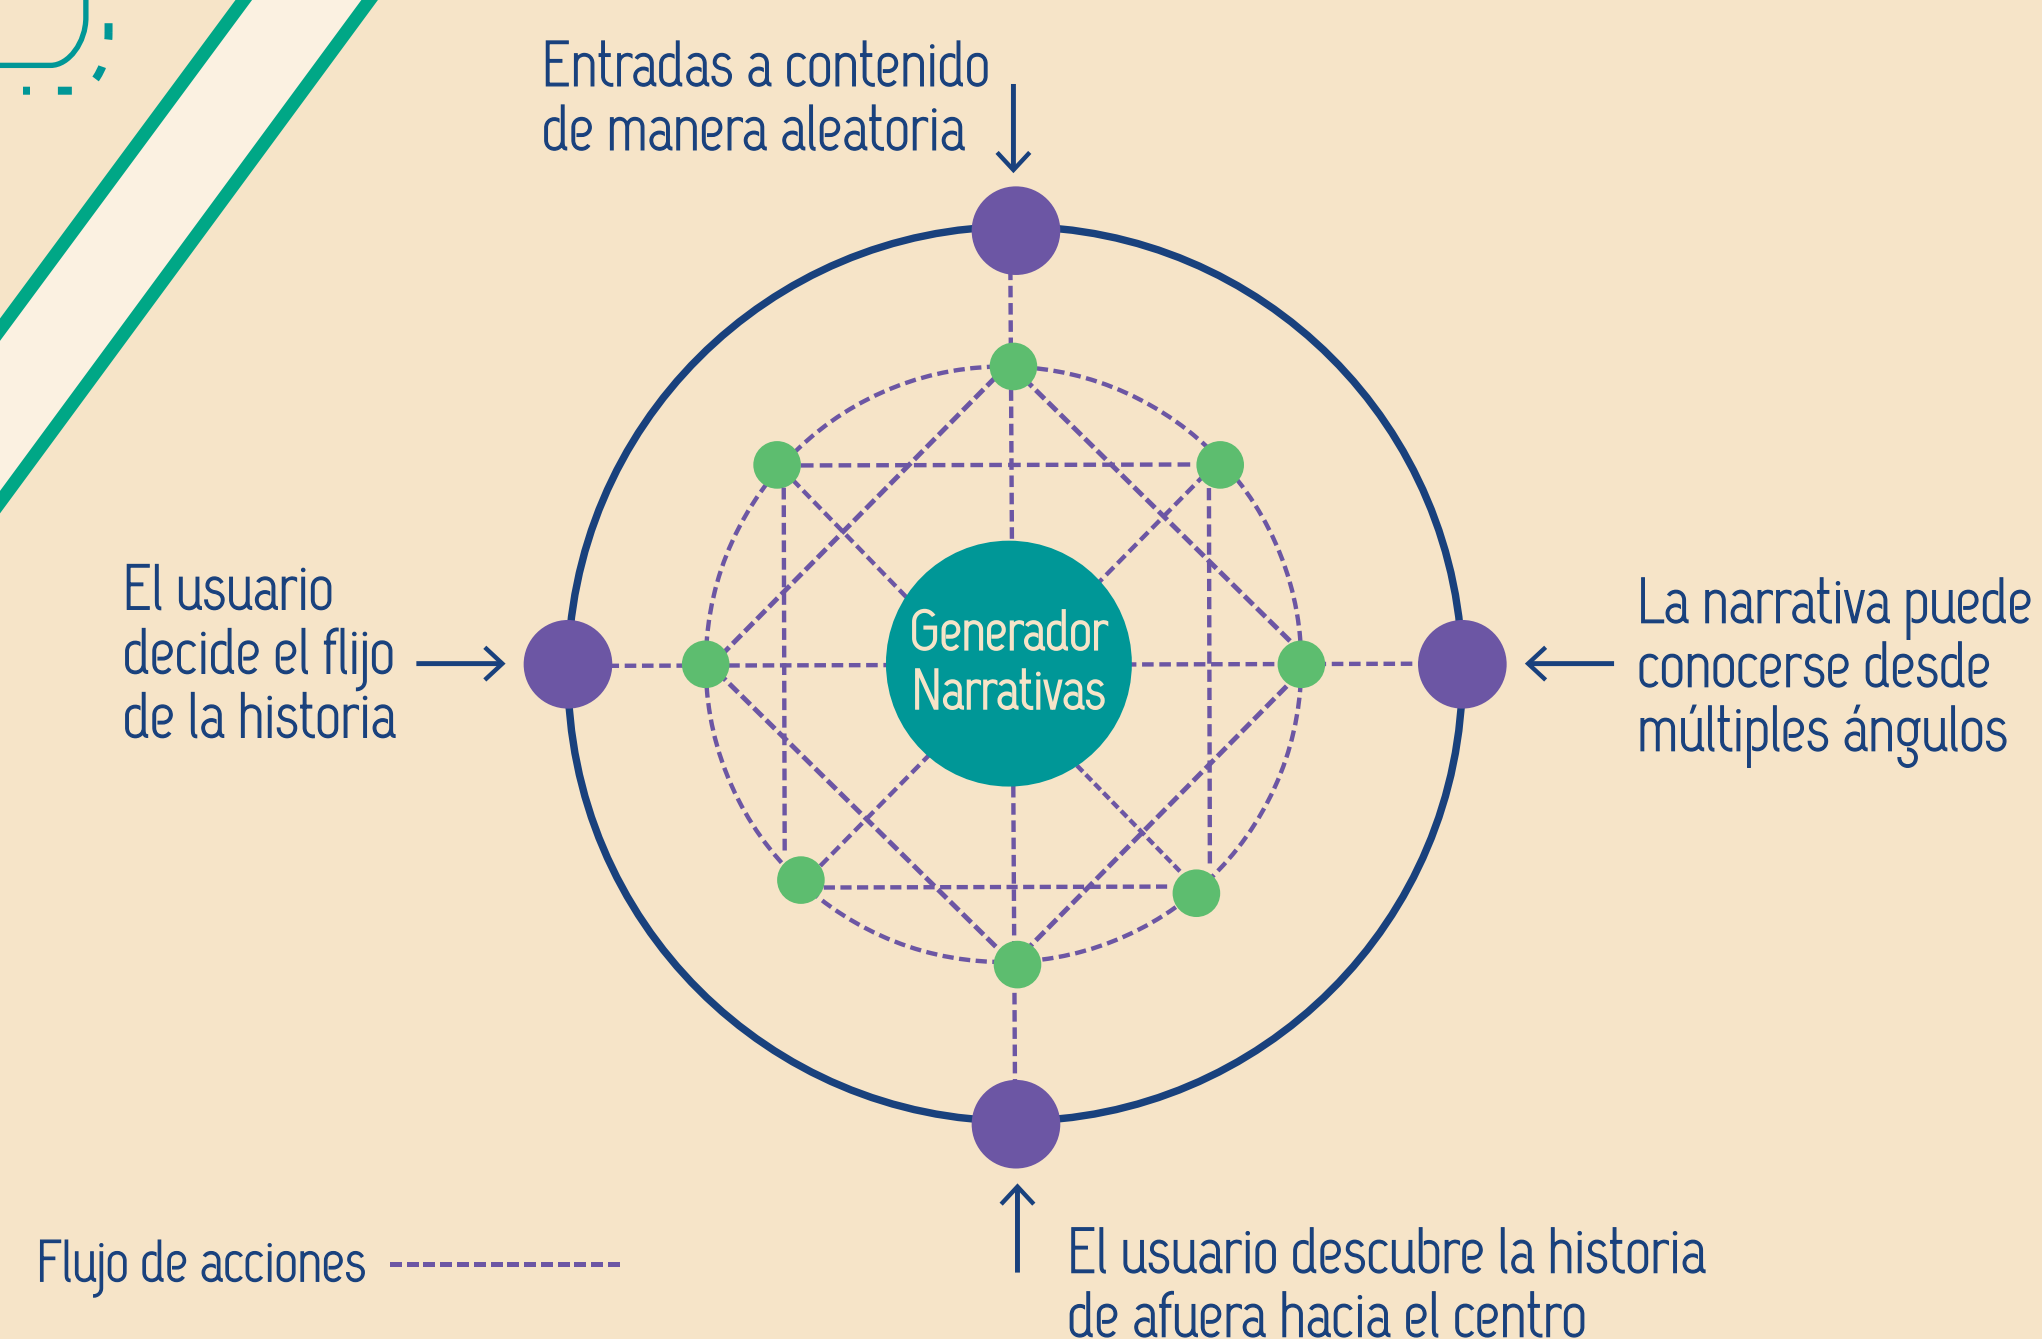 Entradas a contenido
de manera aleatoria
El usuario
decide el flijo
de la historia
Generador
Narrativas
La narrativa puede
conocerse desde
múltiples ángulos
Flujo de acciones
El usuario descubre la historia
de afuera hacia el centro